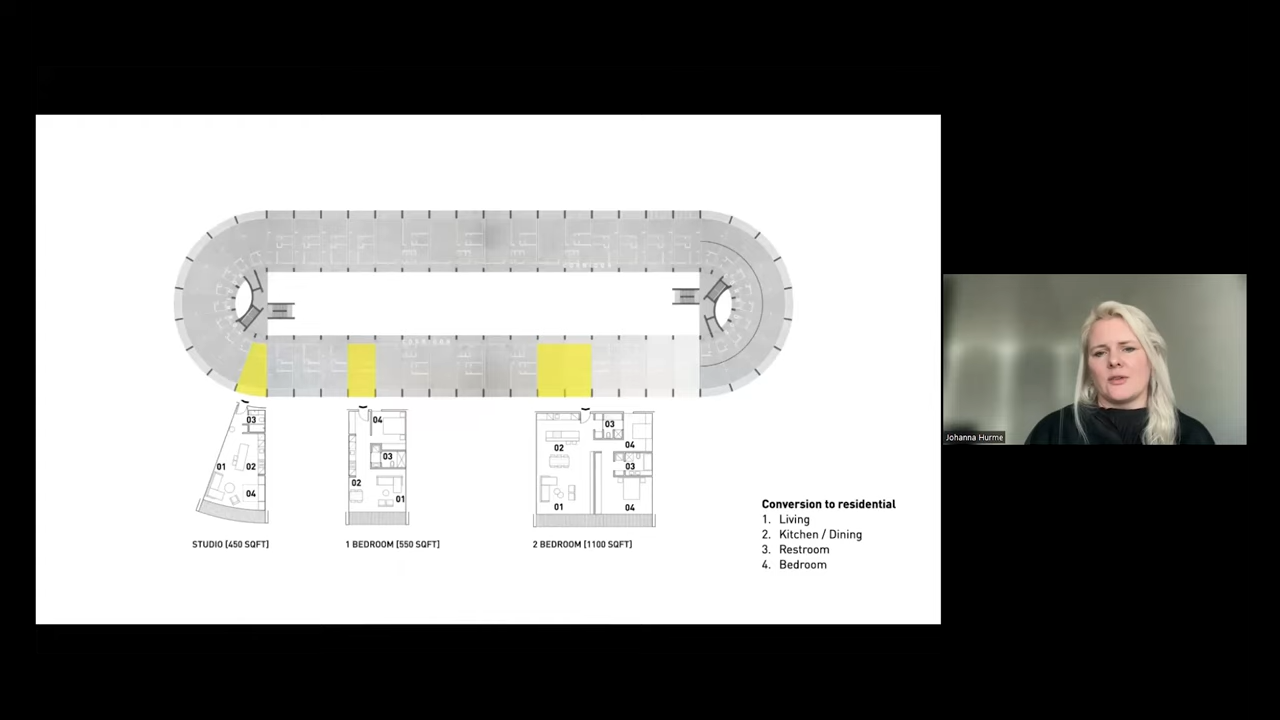 03
01
02
04
STUDIO [450 SQFT]
04
03
02
01
1 BEDROOM [550 SQFT]
03
02
04
03
01
04
2 BEDROOM [1100 SQFT]
Conversion to residential
1. Living
2. Kitchen / Dining
3. Restroom
4. Bedroom
Johanna Hurme